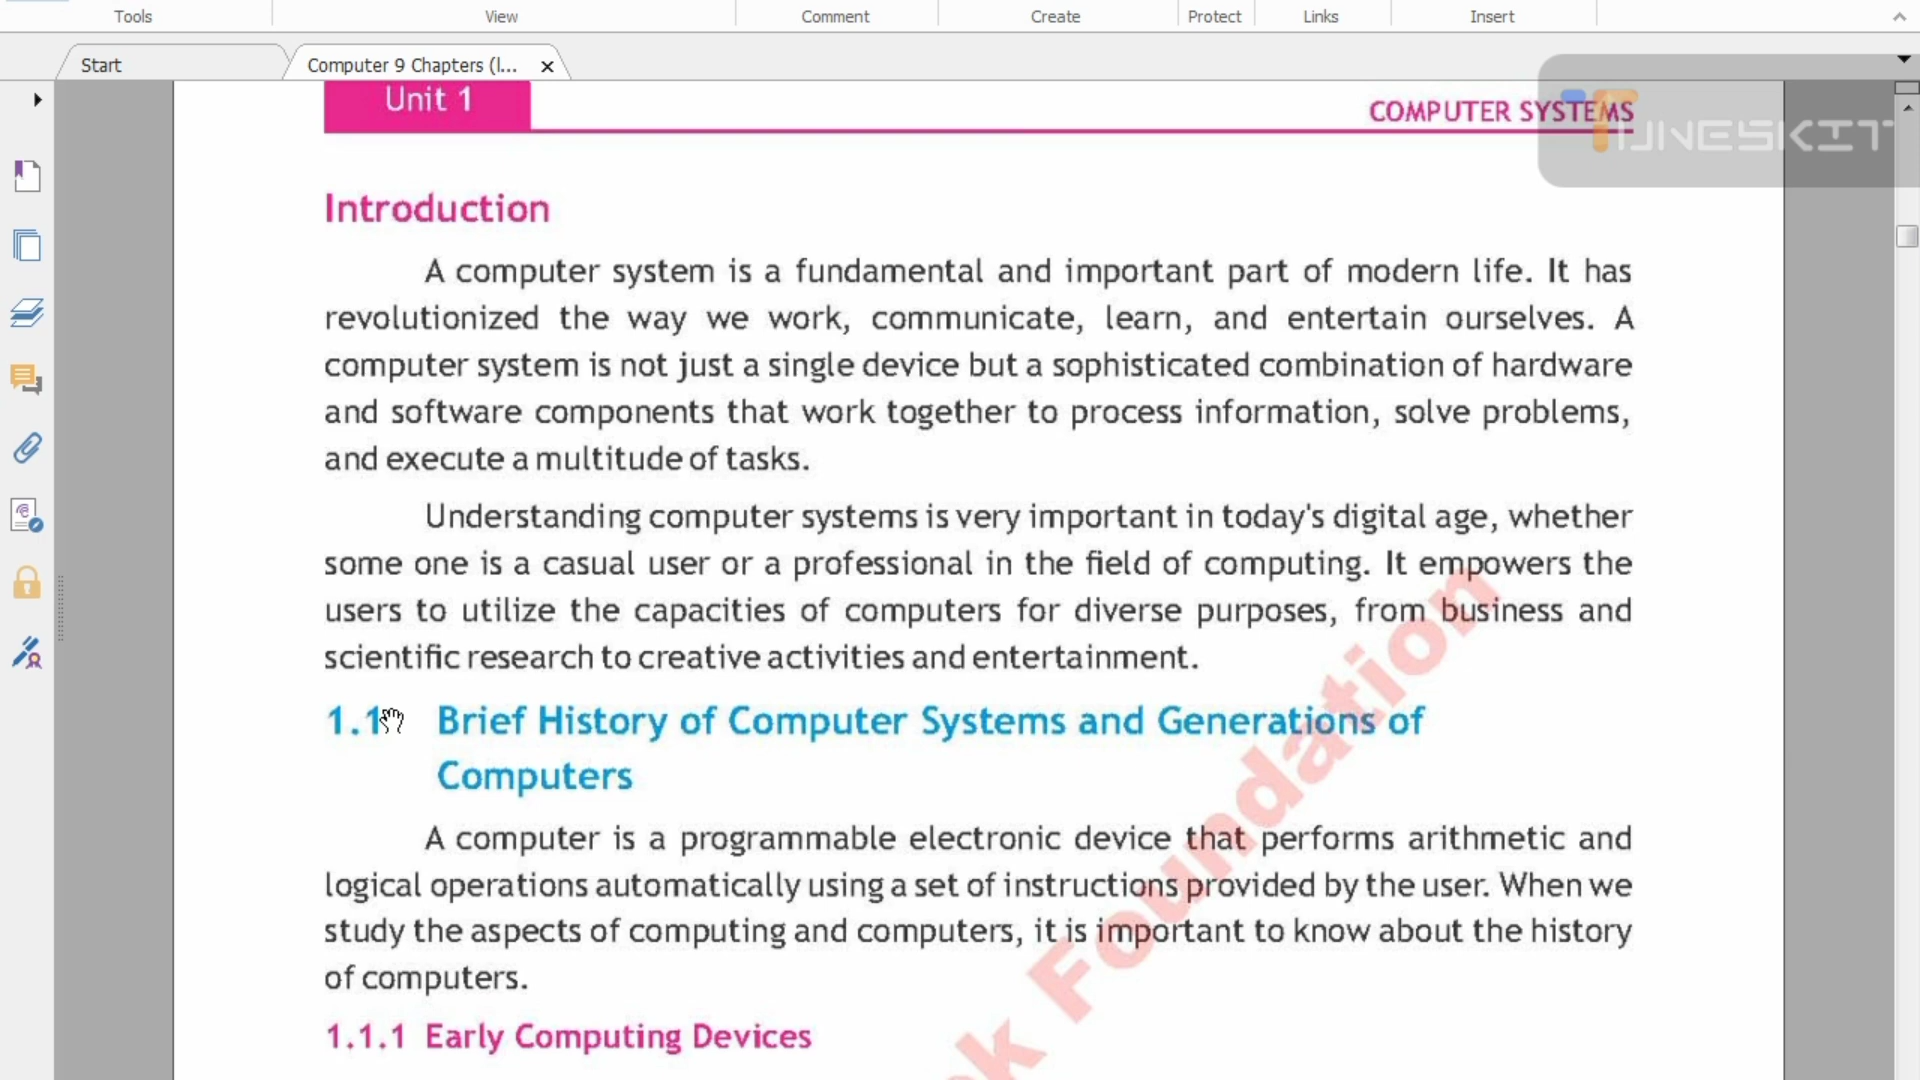 Tools View Comment Create Protect Links Insert
Start Computer 9 Chapters (l...
Unit 1
COMPUTER SYSTEMS
TUNESKIT
Introduction
A computer system is a fundamental and important part of modern life. It has
revolutionized the way we work, communicate, learn, and entertain ourselves. A
computer system is not just a single device but a sophisticated combination of hardware
and software components that work together to process information, solve problems,
and execute a multitude of tasks.
Understanding computer systems is very important in today's digital age, whether
some one is a casual user or a professional in the field of computing. It empowers the
users to utilize the capacities of computers for diverse purposes, from business and
scientific research to creative activities and entertainment.
1.1 Brief History of Computer Systems and Generations of
Computers
A computer is a programmable electronic device that performs arithmetic and
logical operations automatically using a set of instructions provided by the user. When we
study the aspects of computing and computers, it is important to know about the history
of computers.
1.1.1 Early Computing Devices
Foundation